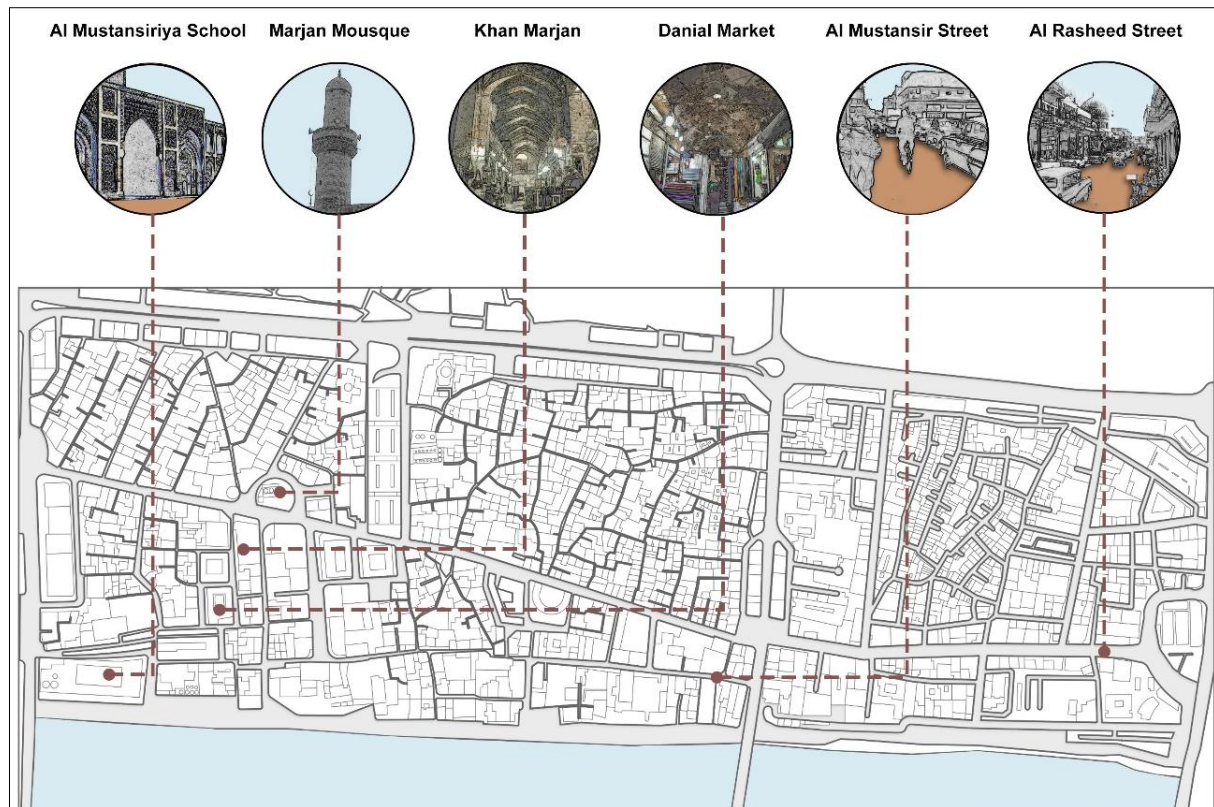 Al Mustansiriya School
Marjan Mousque
Khan Marjan
Danial Market
Al Mustansir Street
Al Rasheed Street